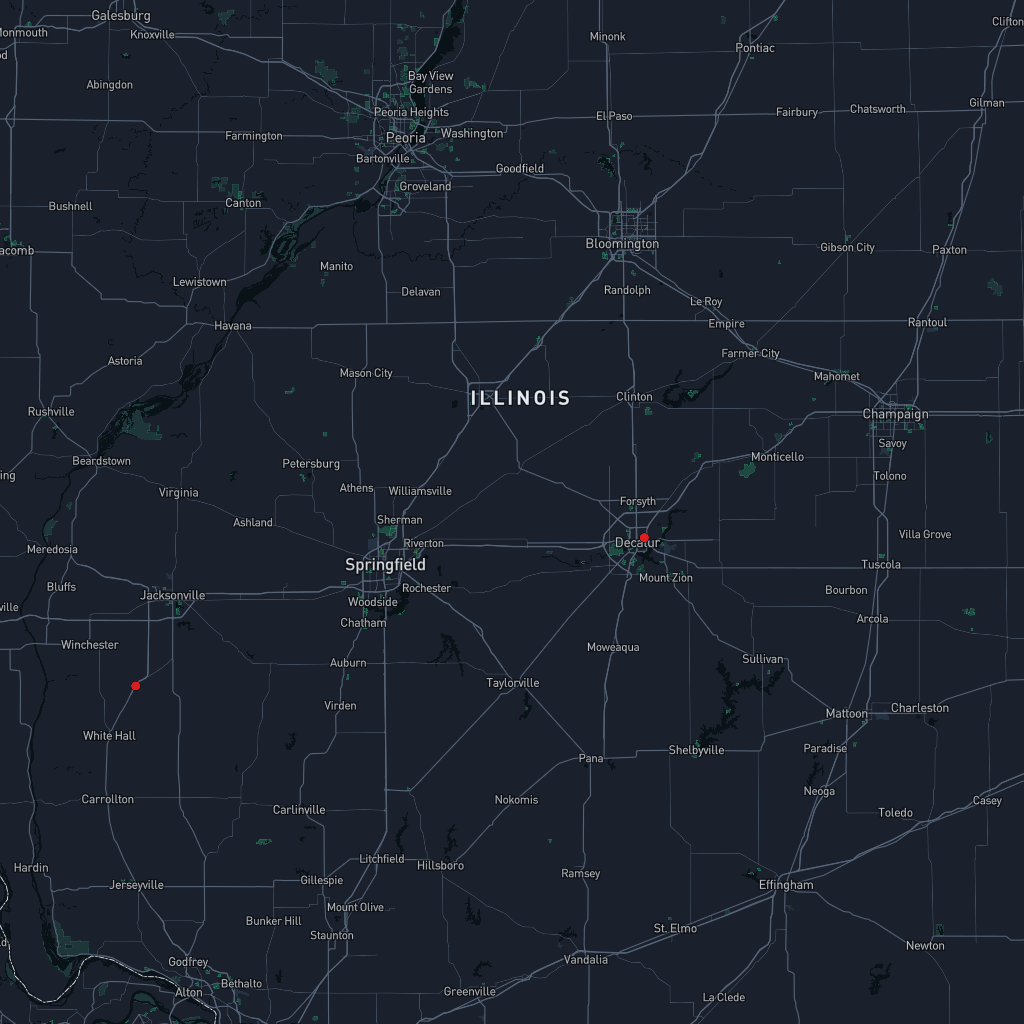 Galesburg
Monmouth
Knoxville
Minonk
Pontiac
Clifton
Abingdon
Bay View
Gardens
Gilman
Peoria Heights
El Paso
Fairbury
Chatsworth
Farmington
Peoria
Washington
Bartonville
Goodfield
Groveland
Canton
Bushnell
Bloomington
Gibson City
Paxton
acomb
Manito
Lewistown
Delavan
Randolph
Le Roy
Havana
Empire
Rantoul
Farmer City
Astoria
Mason City
Mahomet
ILLINOIS
Clinton
Rushville
Champaign
Savoy
Beardstown
Petersburg
Monticello
ing
Tolono
Virginia
Athens
Williamsville
Forsyth
Ashland
Sherman
Villa Grove
Riverton
Decatur
Meredosia
Springfield
Tuscola
Mount Zion
Bluffs
Rochester
Bourbon
Jacksonville
Woodside
ville
Chatham
Arcola
Winchester
Moweaqua
Auburn
Sullivan
Taylorville
Virden
Charleston
Mattoon
White Hall
Paradise
Shelbyville
Pana
Neoga
Carrollton
Nokomis
Casey
Carlinville
Toledo
Litchfield
Hillsboro
Hardin
Ramsey
Jerseyville
Gillespie
Effingham
Mount Olive
Bunker Hill
St. Elmo
Staunton
Newton
Vandalia
Godfrey
Bethalto
Alton
Greenville
La Clede